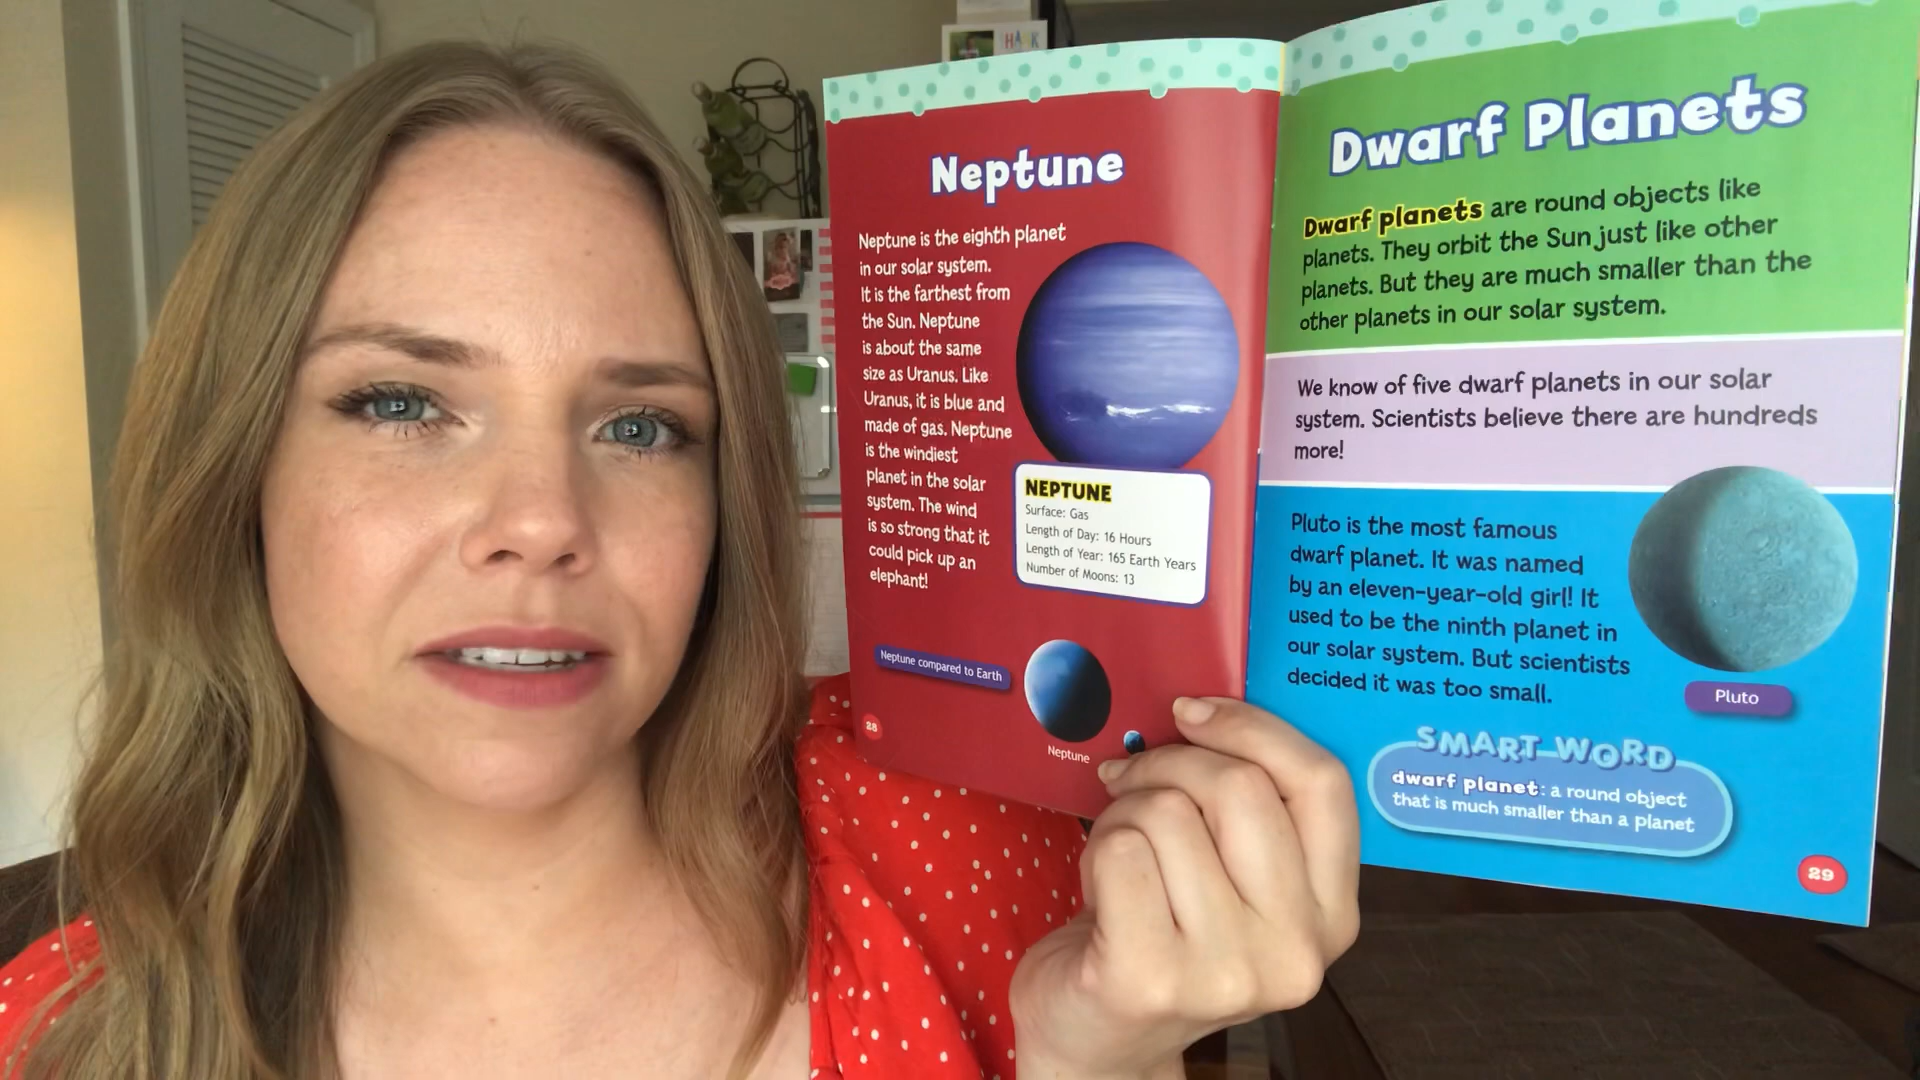 HANK
Neptune
Neptune is the eighth planet
in our solar system.
It is the farthest from
the Sun. Neptune
is about the same
size as Uranus. Like
Uranus, it is blue and
made of gas. Neptune
is the windiest
planet in the solar
system. The wind
is so strong that it
could pick up an
elephant!
NEPTUNE
Surface: Gas
Length of Day: 16 Hours
Length of Year: 165 Earth Years
Number of Moons: 13
Neptune compared to Earth
Neptune
28
Dwarf Planets
Dwarf planets are round objects like
planets. They orbit the Sun just like other
planets. But they are much smaller than the
other planets in our solar system.
We know of five dwarf planets in our solar
system. Scientists believe there are hundreds
more!
Pluto is the most famous
dwarf planet. It was named
by an eleven-year-old girl! It
used to be the ninth planet in
our solar system. But scientists
decided it was too small.
Pluto
SMART WORD
dwarf planet: a round object
that is much smaller than a planet
29